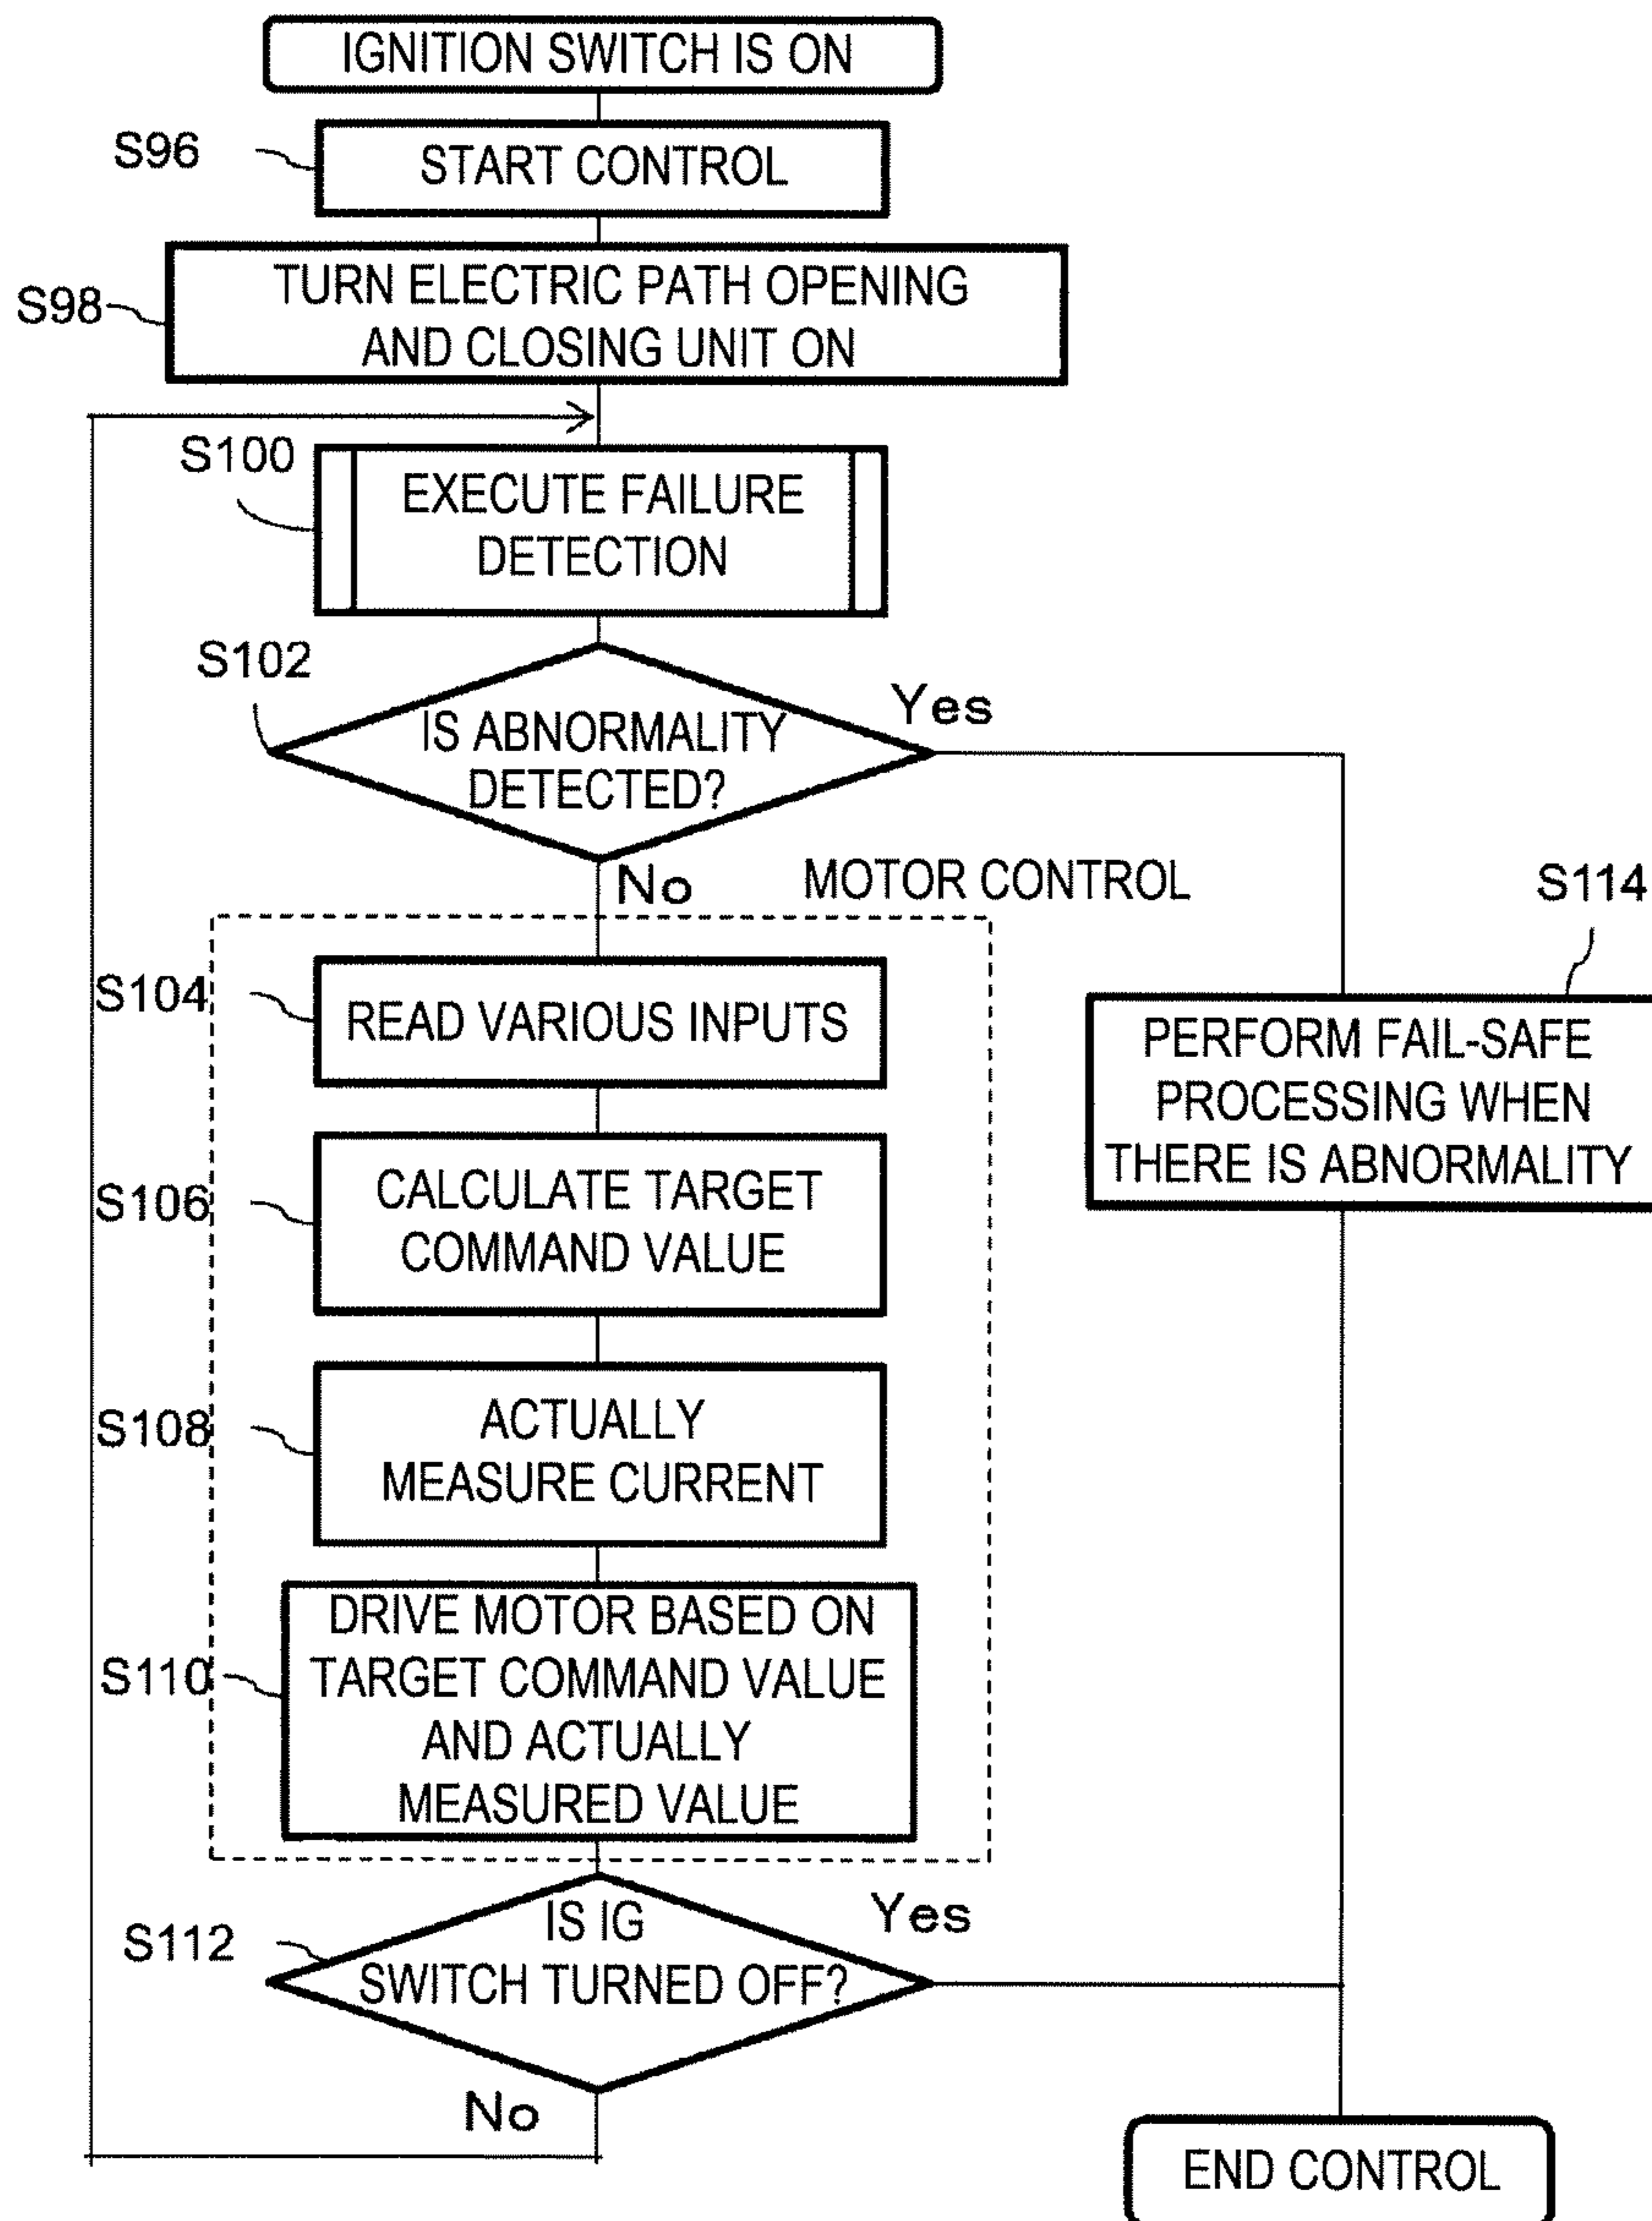 IGNITION SWITCH IS ON
S96
START CONTROL
S98
TURN ELECTRIC PATH OPENING
AND CLOSING UNIT ON
S100
EXECUTE FAILURE
DETECTION
S102
IS ABNORMALITY
DETECTED?
Yes
No
MOTOR CONTROL
S104
READ VARIOUS INPUTS
S106
CALCULATE TARGET
COMMAND VALUE
S108
ACTUALLY
MEASURE CURRENT
S110
DRIVE MOTOR BASED ON
TARGET COMMAND VALUE
AND ACTUALLY
MEASURED VALUE
S112
IS IG
SWITCH TURNED OFF?
Yes
No
S114
PERFORM FAIL-SAFE
PROCESSING WHEN
THERE IS ABNORMALITY
END CONTROL